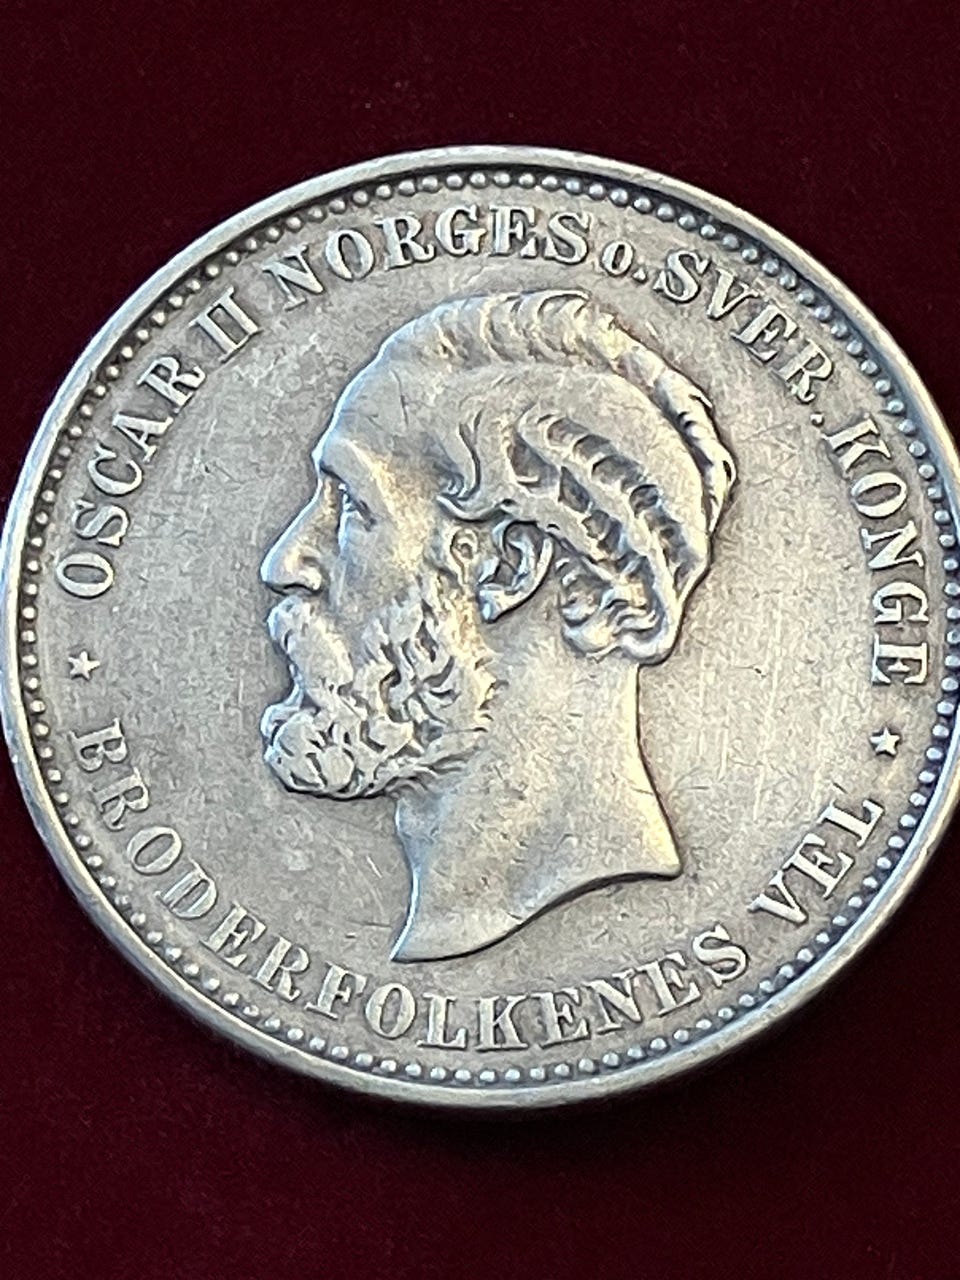 OSCAR II NORGES o. SVER. KONGE
BRODERFOLKENES VEL